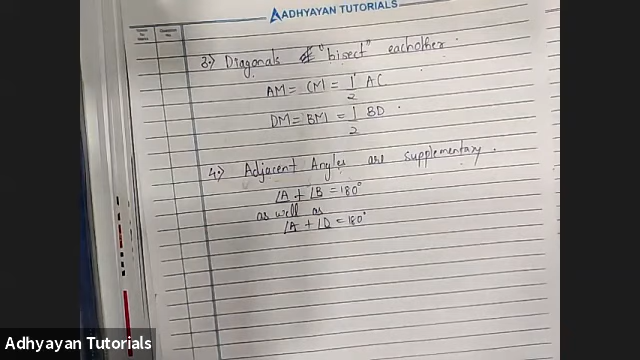 ADHYAYAN TUTORIALS
3.) Diagonals "bisect" eachother.
AM = CM = 1/2 AC
DM = BM = 1/2 BD.
4.) Adjacent Angles are supplementary.
∠A + ∠B = 180°
as well as
∠A + ∠D = 180°
Adhyayan Tutorials